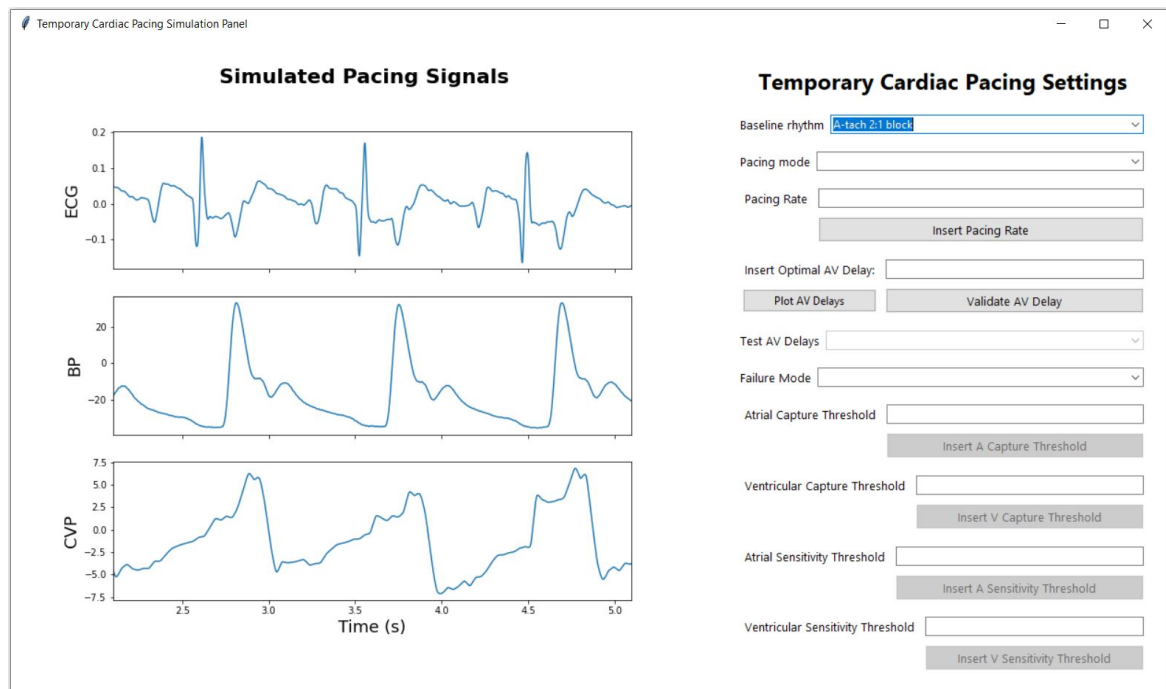 Temporary Cardiac Pacing Simulation Panel
Simulated Pacing Signals
ECG
0.2
0.1
0.0
−0.1
BP
20
0
−20
CVP
7.5
5.0
2.5
0.0
−2.5
−5.0
−7.5
2.5 3.0 3.5 4.0 4.5 5.0
Time (s)
Temporary Cardiac Pacing Settings
Baseline rhythm A-tach 2:1 block
Pacing mode
Pacing Rate
Insert Pacing Rate
Insert Optimal AV Delay:
Plot AV Delays Validate AV Delay
Test AV Delays
Failure Mode
Atrial Capture Threshold
Insert A Capture Threshold
Ventricular Capture Threshold
Insert V Capture Threshold
Atrial Sensitivity Threshold
Insert A Sensitivity Threshold
Ventricular Sensitivity Threshold
Insert V Sensitivity Threshold